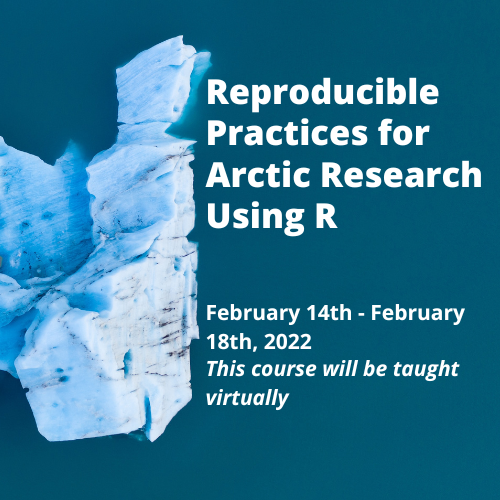 Reproducible
Practices for
Arctic Research
Using R
February 14th - February
18th, 2022
This course will be taught
virtually